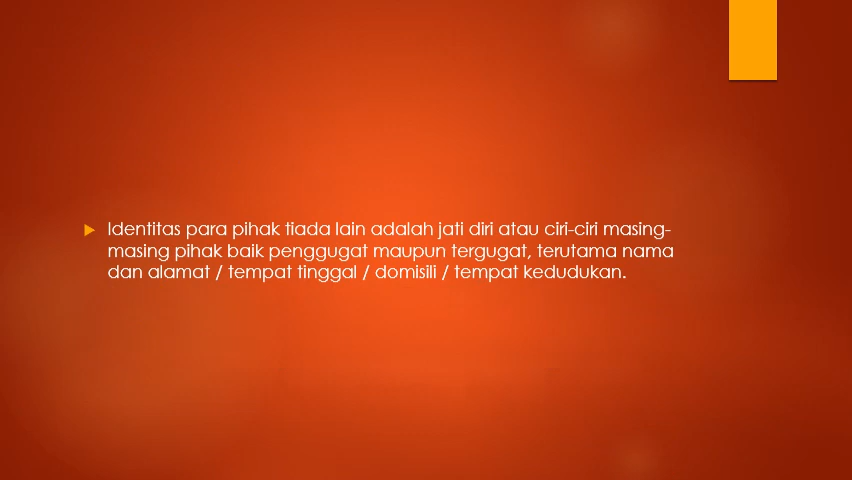 Identitas para pihak tiada lain adalah jati diri atau ciri-ciri masing-
masing pihak baik penggugat maupun tergugat, terutama nama
dan alamat / tempat tinggal / domisili / tempat kedudukan.